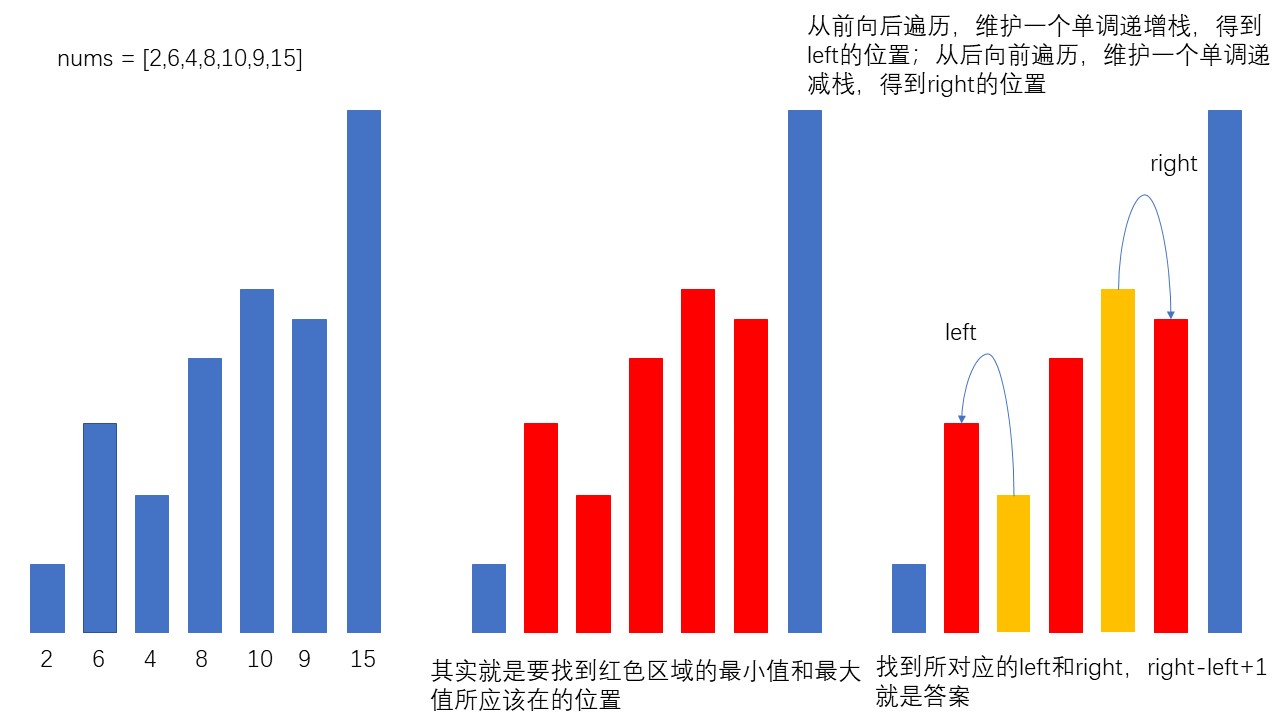 nums = [2,6,4,8,10,9,15]
从前向后遍历，维护一个单调递增栈，得到
left的位置；从后向前遍历，维护一个单调递
减栈，得到right的位置
right
left
2 6 4 8 10 9 15
其实就是要找到红色区域的最小值和最大
值所应该在的位置
找到所对应的left和right，right-left+1
就是答案